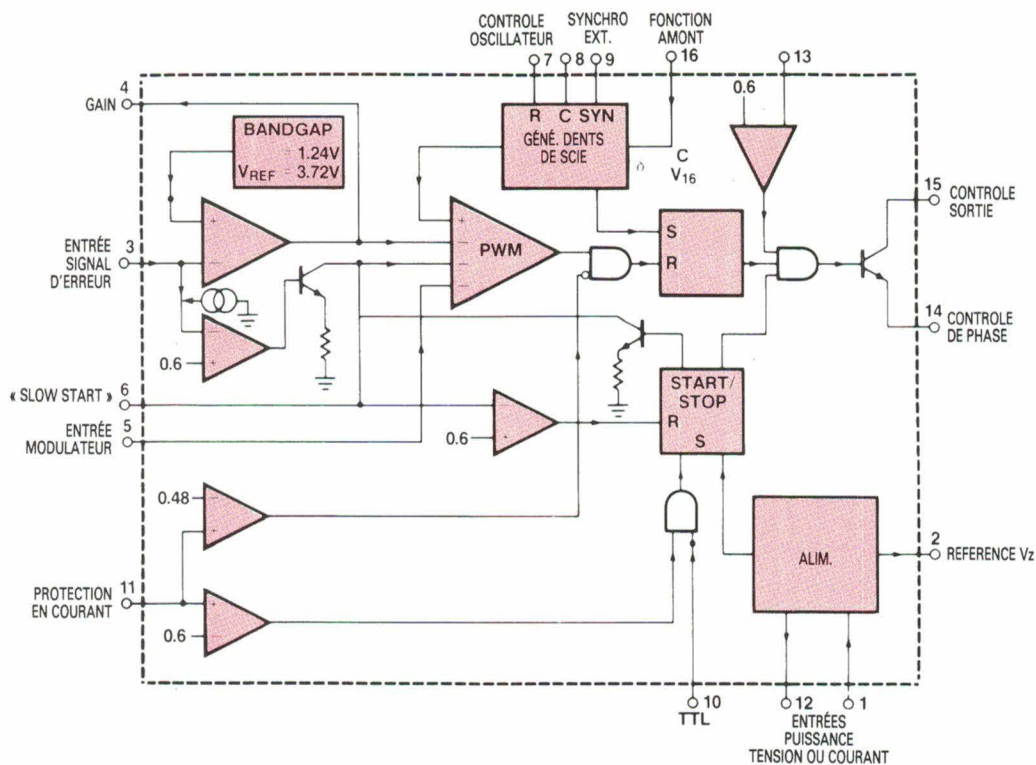 CONTROLE
OSCILLATEUR
SYNCHRO
EXT.
FONCTION
AMONT
7
8
9
16
13
4
GAIN
BANDGAP
= 1.24V
VREF = 3.72V
R C SYN
GÉNÉ. DENTS
DE SCIE
C
V16
0.6
15
CONTROLE
SORTIE
+
−
ENTRÉE
SIGNAL
D'ERREUR
3
+
−
−
−
PWM
S
R
14
CONTROLE
DE PHASE
−
+
0.6
« SLOW START »
6
ENTRÉE
MODULATEUR
5
−
+
0.6
START/
STOP
R
S
0.48
−
+
ALIM.
2
REFERENCE Vz
PROTECTION
EN COURANT
11
+
−
0.6
10
TTL
12
1
ENTRÉES
PUISSANCE
TENSION OU COURANT